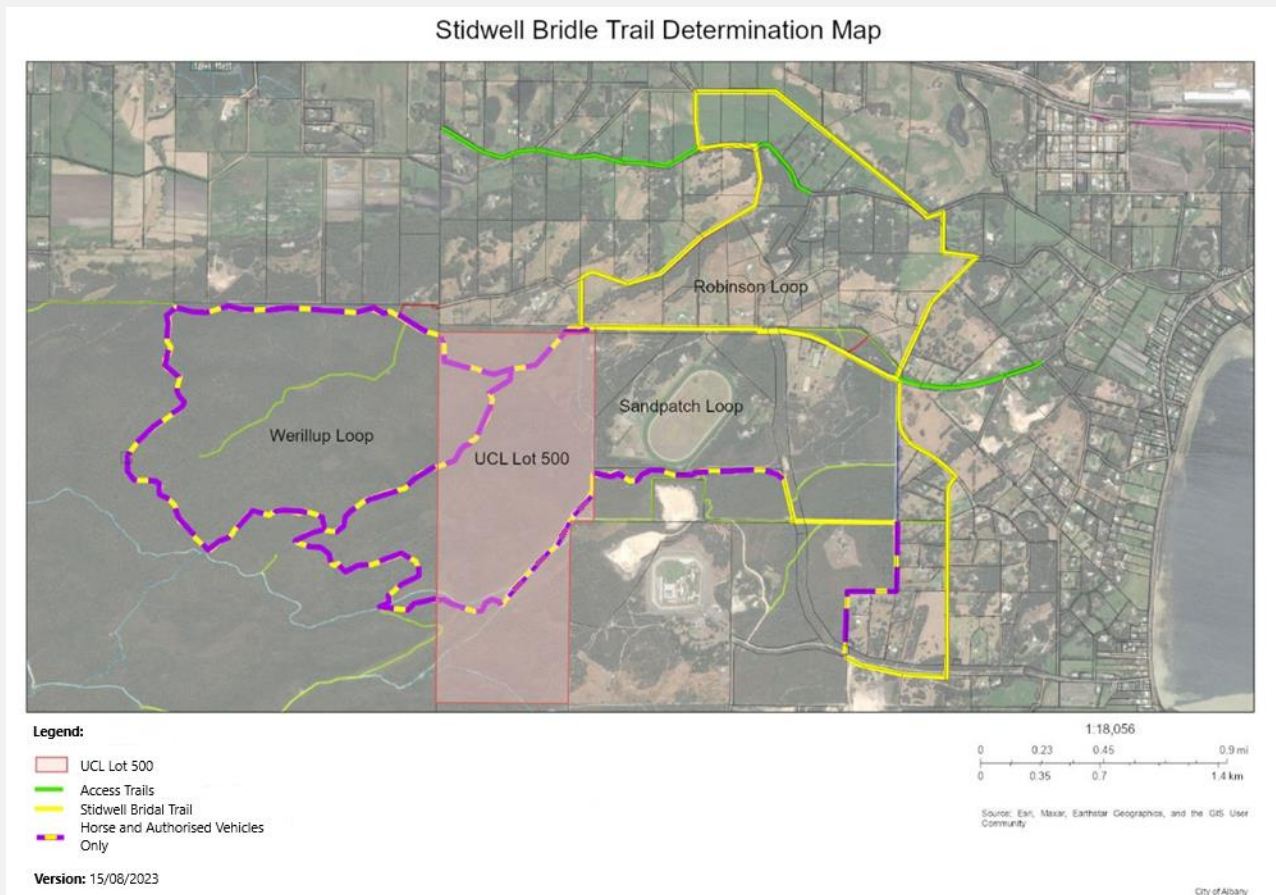 Stidwell Bridle Trail Determination Map
Robinson Loop
Sandpatch Loop
Werillup Loop
UCL Lot 500
Legend:
UCL Lot 500
Access Trails
Stidwell Bridal Trail
Horse and Authorised Vehicles
Only
Version: 15/08/2023
1:18,056
0 0.23 0.45 0.9 mi
0 0.35 0.7 1.4 km
Source: Esri, Maxar, Earthstar Geographics, and the GIS User
Community
City of Albany